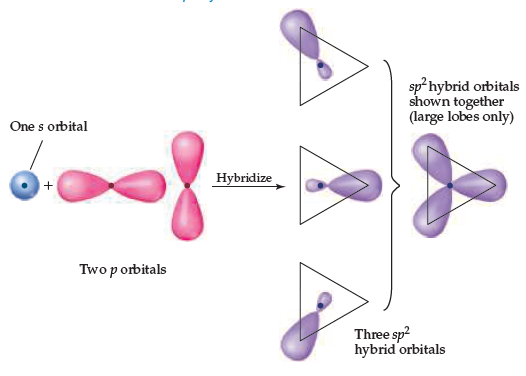 One s orbital
+
Two p orbitals
Hybridize
Three sp²
hybrid orbitals
sp² hybrid orbitals
shown together
(large lobes only)